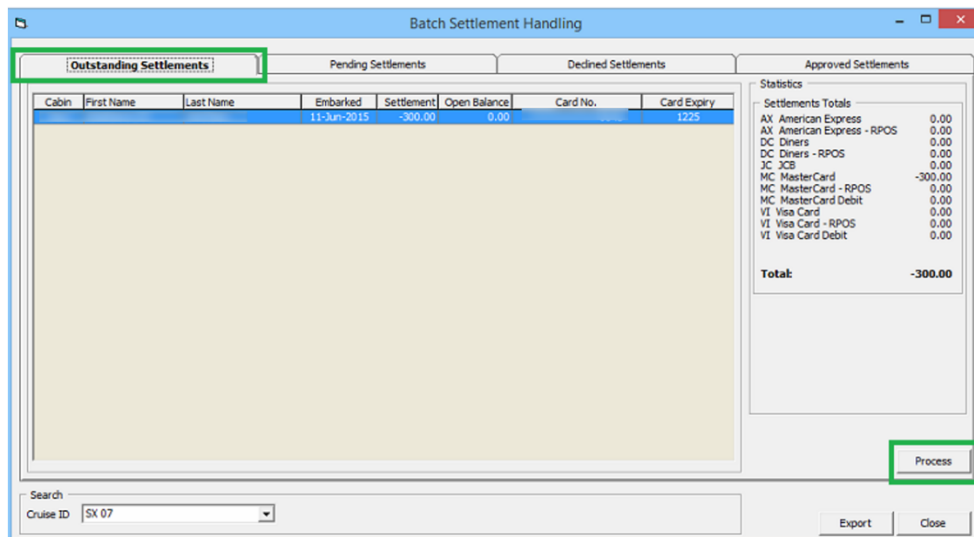 Batch Settlement Handling
Outstanding Settlements
Pending Settlements
Declined Settlements
Approved Settlements
Cabin First Name Last Name Embarked Settlement Open Balance Card No. Card Expiry
11-Jun-2015 -300.00 0.00 1225
Statistics
Settlements Totals
AX American Express 0.00
AX American Express - RPOS 0.00
DC Diners 0.00
DC Diners - RPOS 0.00
JC JCB 0.00
MC MasterCard -300.00
MC MasterCard - RPOS 0.00
MC MasterCard Debit 0.00
VI Visa Card 0.00
VI Visa Card - RPOS 0.00
VI Visa Card Debit 0.00
Total: -300.00
Process
Search
Cruise ID SX 07
Export
Close